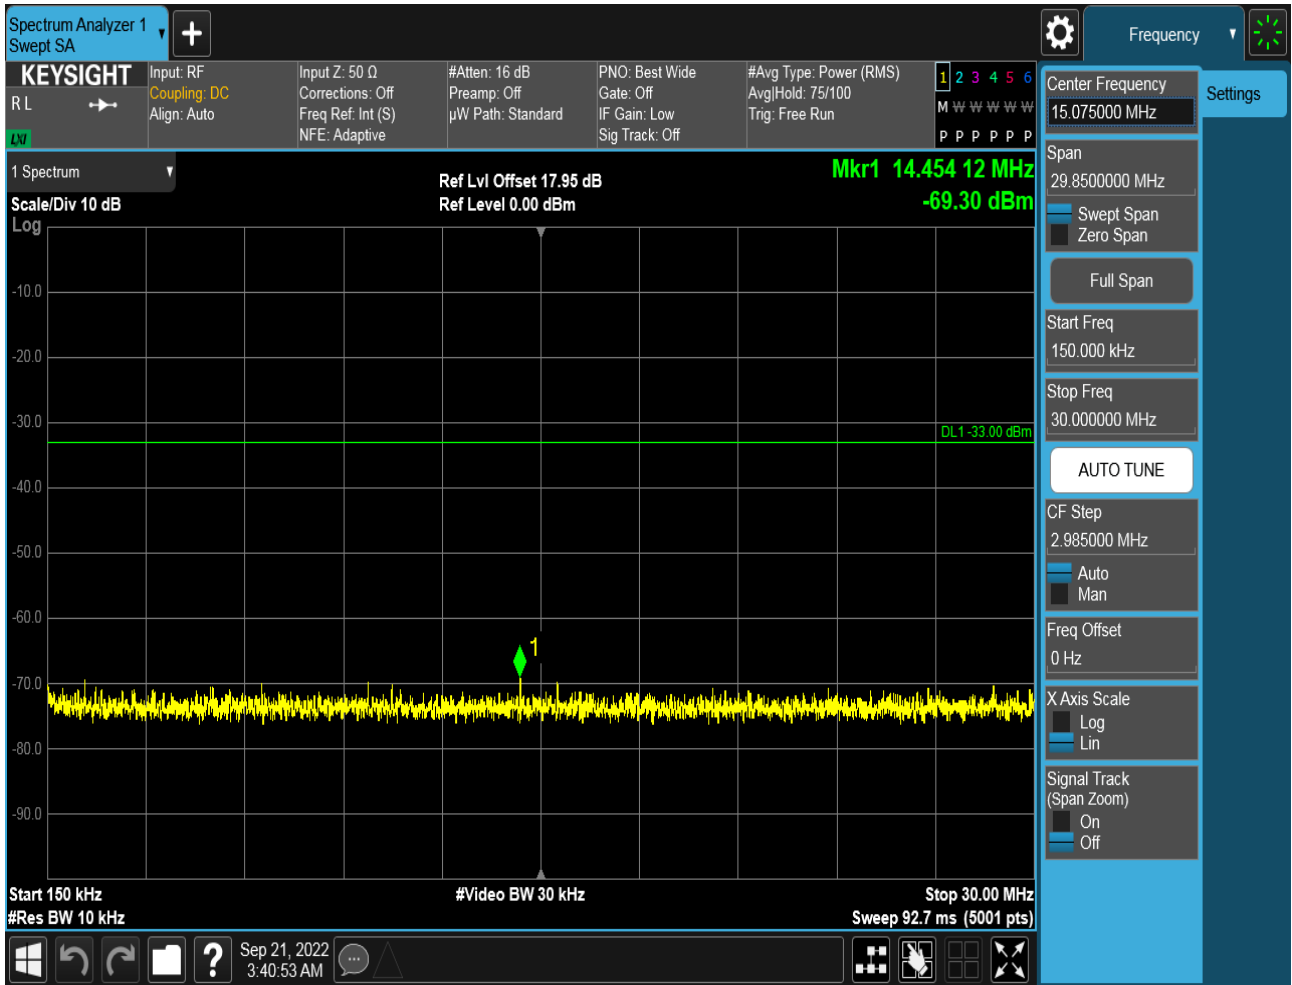 Spectrum Analyzer 1
Swept SA
Frequency
KEYSIGHT
R L
LXI
Input: RF
Coupling: DC
Align: Auto
Input Z: 50 Ω
Corrections: Off
Freq Ref: Int (S)
NFE: Adaptive
#Atten: 16 dB
Preamp: Off
µW Path: Standard
PNO: Best Wide
Gate: Off
IF Gain: Low
Sig Track: Off
#Avg Type: Power (RMS)
Avg|Hold: 75/100
Trig: Free Run
1 2 3 4 5 6
M W W W W W
P P P P P P
1 Spectrum
Scale/Div 10 dB
Log
Ref Lvl Offset 17.95 dB
Ref Level 0.00 dBm
Mkr1 14.454 12 MHz
-69.30 dBm
-10.0
-20.0
-30.0
DL1 -33.00 dBm
-40.0
-50.0
-60.0
1
-70.0
-80.0
-90.0
Start 150 kHz
#Video BW 30 kHz
Stop 30.00 MHz
#Res BW 10 kHz
Sweep 92.7 ms (5001 pts)
?
Sep 21, 2022
3:40:53 AM
Center Frequency
15.075000 MHz
Settings
Span
29.8500000 MHz
Swept Span
Zero Span
Full Span
Start Freq
150.000 kHz
Stop Freq
30.000000 MHz
AUTO TUNE
CF Step
2.985000 MHz
Auto
Man
Freq Offset
0 Hz
X Axis Scale
Log
Lin
Signal Track
(Span Zoom)
On
Off